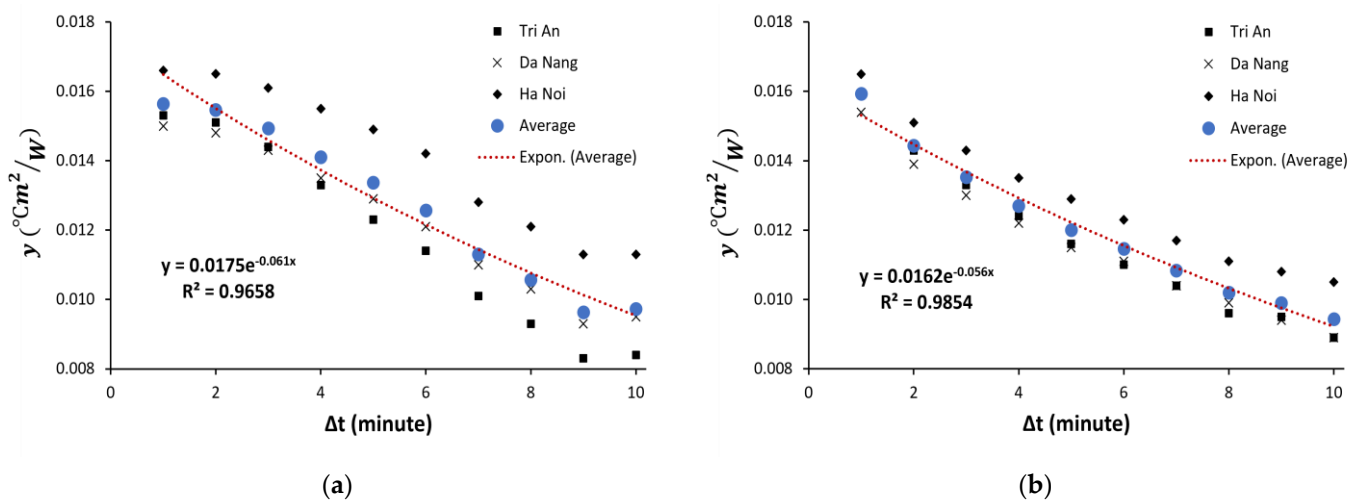 0.018
0.016
0.014
0.012
0.010
0.008
0
2
4
6
8
10
y (°Cm²/W)
Δt (minute)
Tri An
Da Nang
Ha Noi
Average
Expon. (Average)
y = 0.0175e^-0.061x
R² = 0.9658
(a)
0.018
0.016
0.014
0.012
0.010
0.008
0
2
4
6
8
10
y (°Cm²/W)
Δt (minute)
Tri An
Da Nang
Ha Noi
Average
Expon. (Average)
y = 0.0162e^-0.056x
R² = 0.9854
(b)